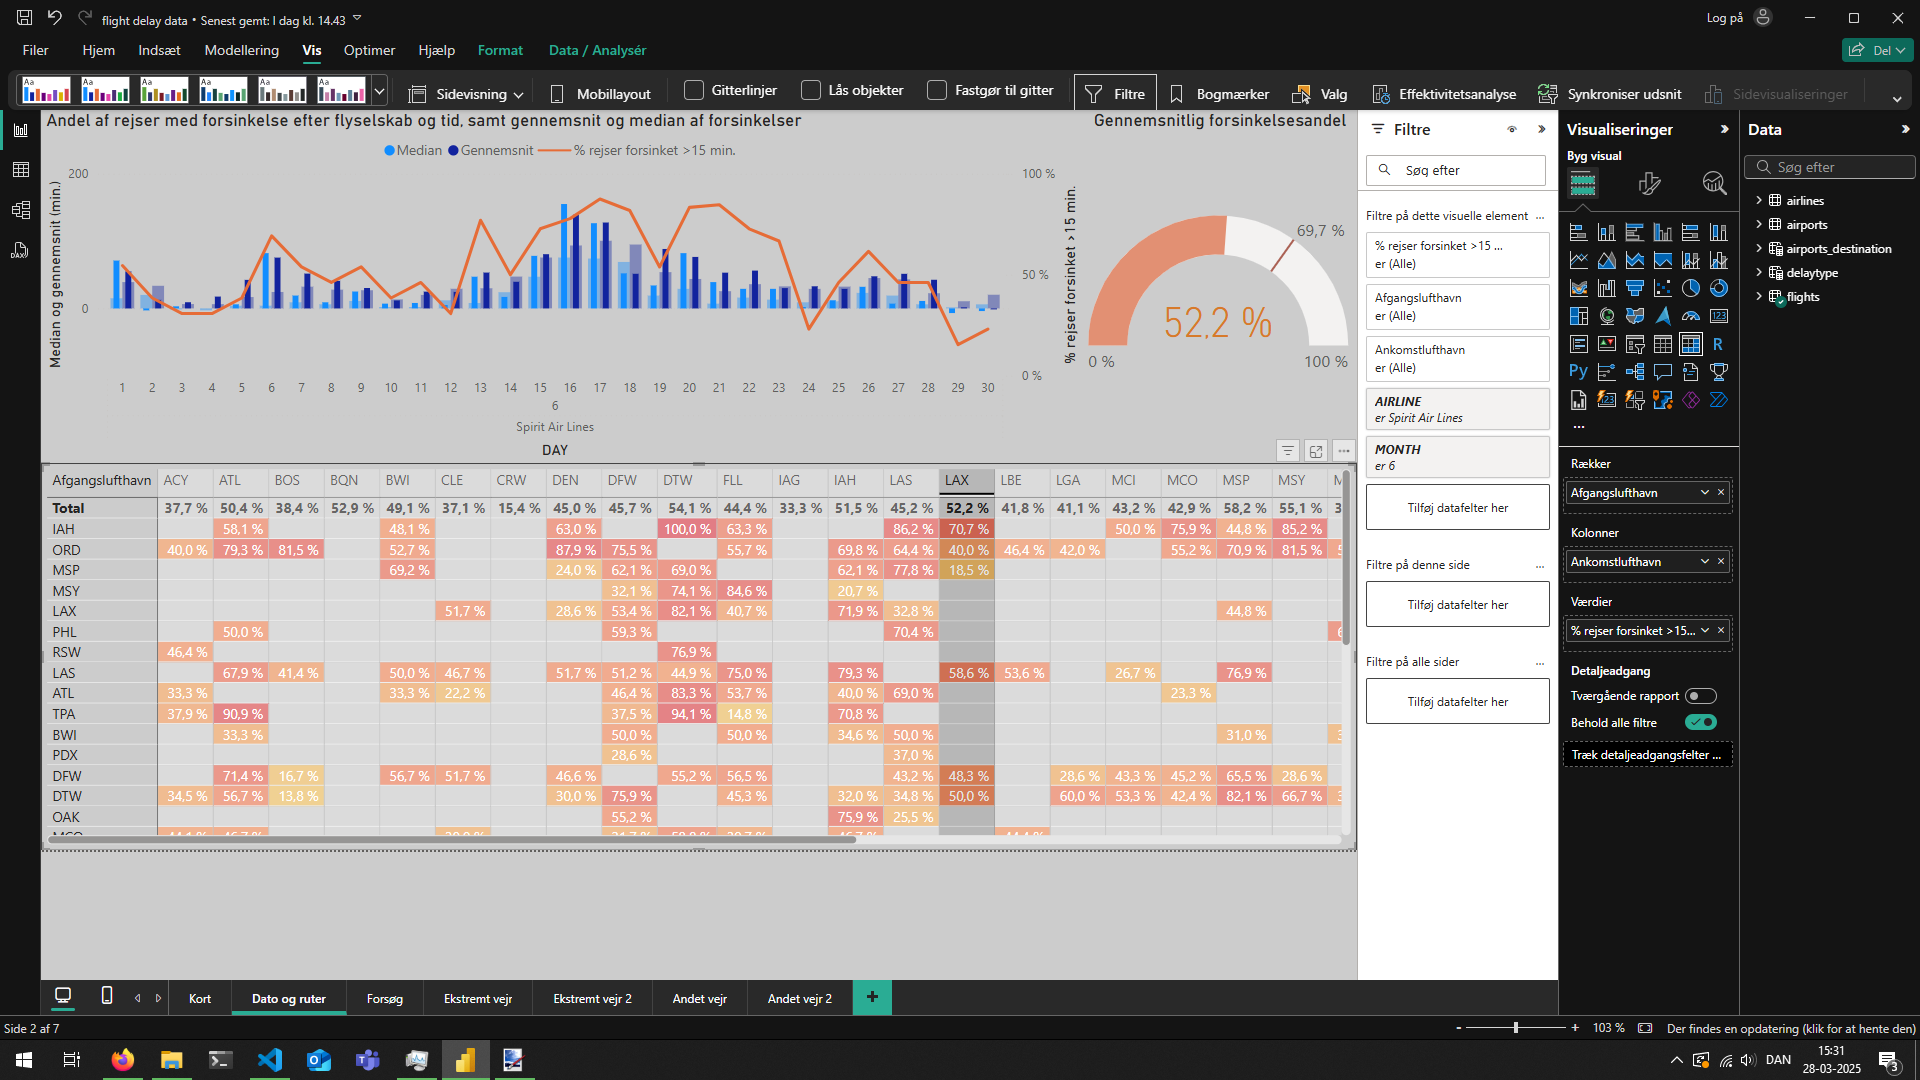 flight delay data • Senest gemt: I dag kl. 14.43
Log på
Filer Hjem Indsæt Modellering Vis Optimer Hjælp Format Data / Analysér Del
Aa Aa Aa Aa Aa Aa Sidevisning Mobillayout Gitterlinjer Lås objekter Fastgør til gitter Filtre Bogmærker Valg Effektivitetsanalyse Synkroniser udsnit Sidevisualiseringer
Andel af rejser med forsinkelse efter flyselskab og tid, samt gennemsnit og median af forsinkelser
Median Gennemsnit % rejser forsinket >15 min.
Median og gennemsnit (min.)
200
0
100 %
50 %
0 %
% rejser forsinket >15 min.
1 2 3 4 5 6 7 8 9 10 11 12 13 14 15 16 17 18 19 20 21 22 23 24 25 26 27 28 29 30
6
Spirit Air Lines
DAY
Gennemsnitlig forsinkelsesandel
69,7 %
52,2 %
0 % 100 %
Afgangslufthavn ACY ATL BOS BQN BWI CLE CRW DEN DFW DTW FLL IAG IAH LAS LAX LBE LGA MCI MCO MSP MSY M
Total 37,7 % 50,4 % 38,4 % 52,9 % 49,1 % 37,1 % 15,4 % 45,0 % 45,7 % 54,1 % 44,4 % 33,3 % 51,5 % 45,2 % 52,2 % 41,8 % 41,1 % 43,2 % 42,9 % 58,2 % 55,1 % 3
IAH 58,1 % 48,1 % 63,0 % 100,0 % 63,3 % 86,2 % 70,7 % 50,0 % 75,9 % 44,8 % 85,2 %
ORD 40,0 % 79,3 % 81,5 % 52,7 % 87,9 % 75,5 % 55,7 % 69,8 % 64,4 % 40,0 % 46,4 % 42,0 % 55,2 % 70,9 % 81,5 % 5
MSP 69,2 % 24,0 % 62,1 % 69,0 % 62,1 % 77,8 % 18,5 %
MSY 32,1 % 74,1 % 84,6 % 20,7 %
LAX 51,7 % 28,6 % 53,4 % 82,1 % 40,7 % 71,9 % 32,8 % 44,8 %
PHL 50,0 % 59,3 % 70,4 % 6
RSW 46,4 % 76,9 %
LAS 67,9 % 41,4 % 50,0 % 46,7 % 51,7 % 51,2 % 44,9 % 75,0 % 79,3 % 58,6 % 53,6 % 26,7 % 76,9 %
ATL 33,3 % 33,3 % 22,2 % 46,4 % 83,3 % 53,7 % 40,0 % 69,0 % 23,3 %
TPA 37,9 % 90,9 % 37,5 % 94,1 % 14,8 % 70,8 %
BWI 33,3 % 50,0 % 50,0 % 34,6 % 50,0 % 31,0 % 3
PDX 28,6 % 37,0 %
DFW 71,4 % 16,7 % 56,7 % 51,7 % 46,6 % 55,2 % 56,5 % 43,2 % 48,3 % 28,6 % 43,3 % 45,2 % 65,5 % 28,6 %
DTW 34,5 % 56,7 % 13,8 % 30,0 % 75,9 % 45,3 % 32,0 % 34,8 % 50,0 % 60,0 % 53,3 % 42,4 % 82,1 % 66,7 % 3
OAK 55,2 % 75,9 % 25,5 %
Filtre
Søg efter
Filtre på dette visuelle element ...
% rejser forsinket >15 ...
er (Alle)
Afgangslufthavn
er (Alle)
Ankomstlufthavn
er (Alle)
AIRLINE
er Spirit Air Lines
MONTH
er 6
Tilføj datafelter her
Filtre på denne side ...
Tilføj datafelter her
Filtre på alle sider ...
Tilføj datafelter her
Visualiseringer
Byg visual
123
R
Py
123
...
Rækker
Afgangslufthavn
Kolonner
Ankomstlufthavn
Værdier
% rejser forsinket >15...
Detaljeadgang
Tværgående rapport
Behold alle filtre
Træk detaljeadgangsfelter ...
Data
Søg efter
airlines
airports
airports_destination
delaytype
flights
DAX
Kort Dato og ruter Forsøg Ekstremt vejr Ekstremt vejr 2 Andet vejr Andet vejr 2 +
Side 2 af 7
- + 103 % Der findes en opdatering (klik for at hente den)
DAN
15:31
28-03-2025
3